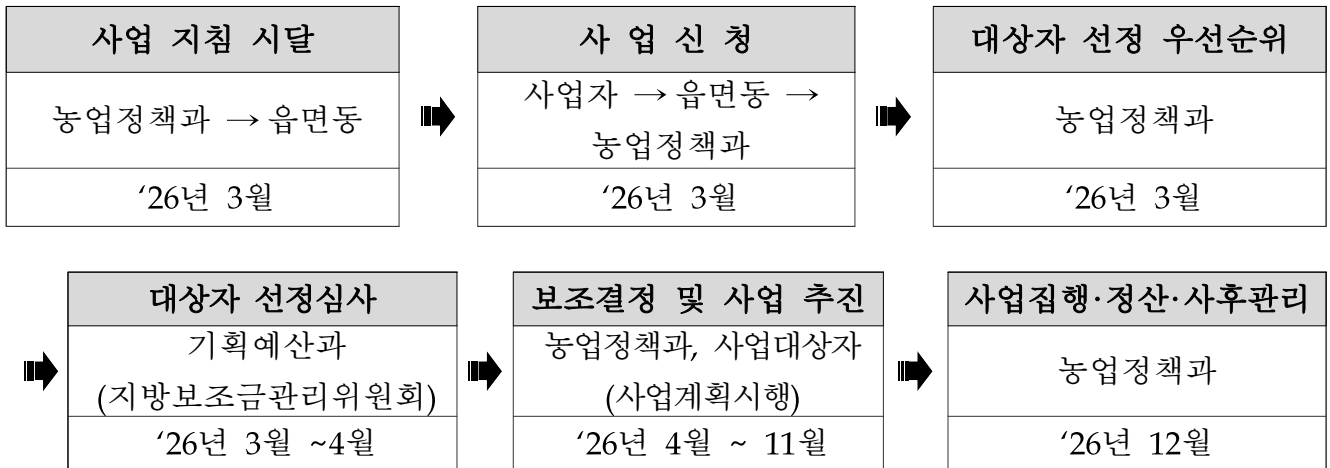 사업 지침 시달
농업정책과 → 읍면동
‘26년 3월
사 업 신 청
사업자 → 읍면동 →
농업정책과
‘26년 3월
대상자 선정 우선순위
농업정책과
‘26년 3월
대상자 선정심사
기획예산과
(지방보조금관리위원회)
‘26년 3월 ~4월
보조결정 및 사업 추진
농업정책과, 사업대상자
(사업계획시행)
‘26년 4월 ~ 11월
사업집행·정산·사후관리
농업정책과
‘26년 12월